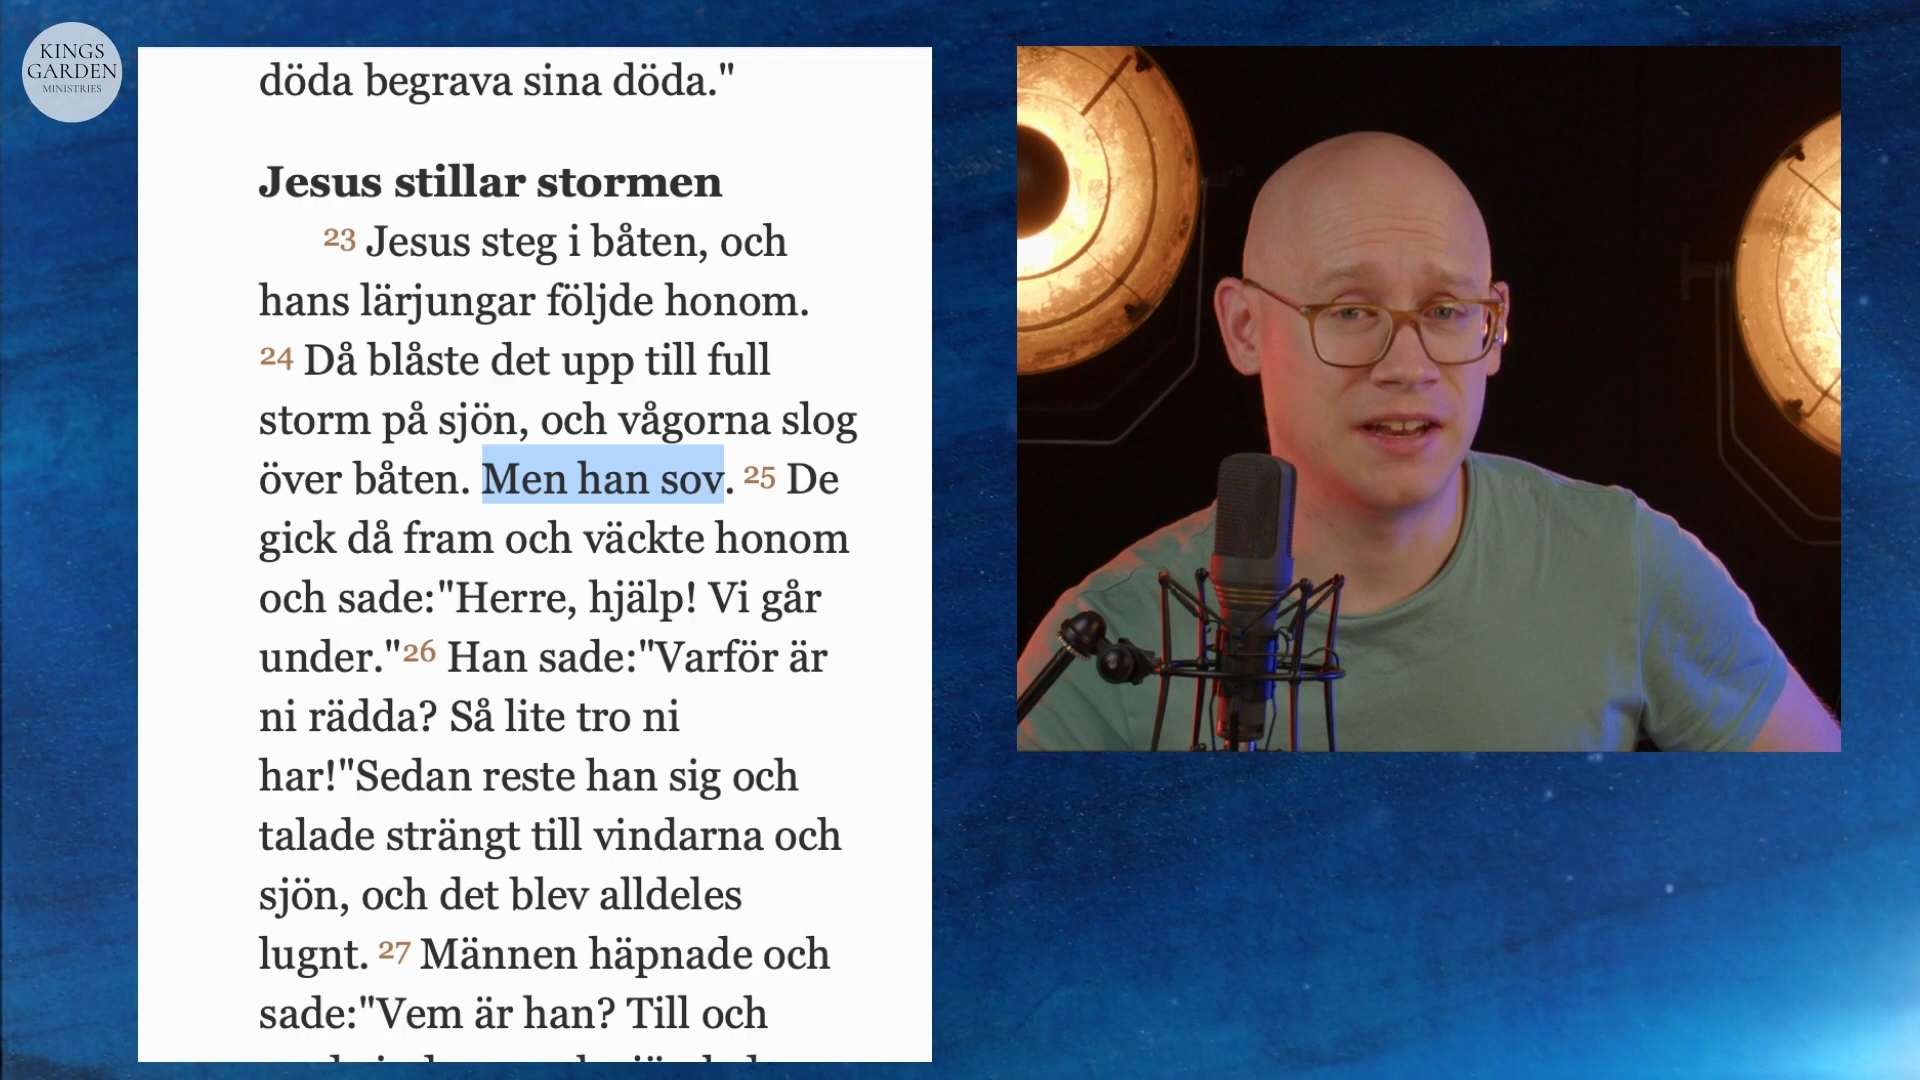 KINGS
GARDEN
MINISTRIES
döda begrava sina döda."
Jesus stillar stormen
23 Jesus steg i båten, och
hans lärjungar följde honom.
24 Då blåste det upp till full
storm på sjön, och vågorna slog
över båten. Men han sov. 25 De
gick då fram och väckte honom
och sade:"Herre, hjälp! Vi går
under."26 Han sade:"Varför är
ni rädda? Så lite tro ni
har!"Sedan reste han sig och
talade strängt till vindarna och
sjön, och det blev alldeles
lugnt. 27 Männen häpnade och
sade:"Vem är han? Till och